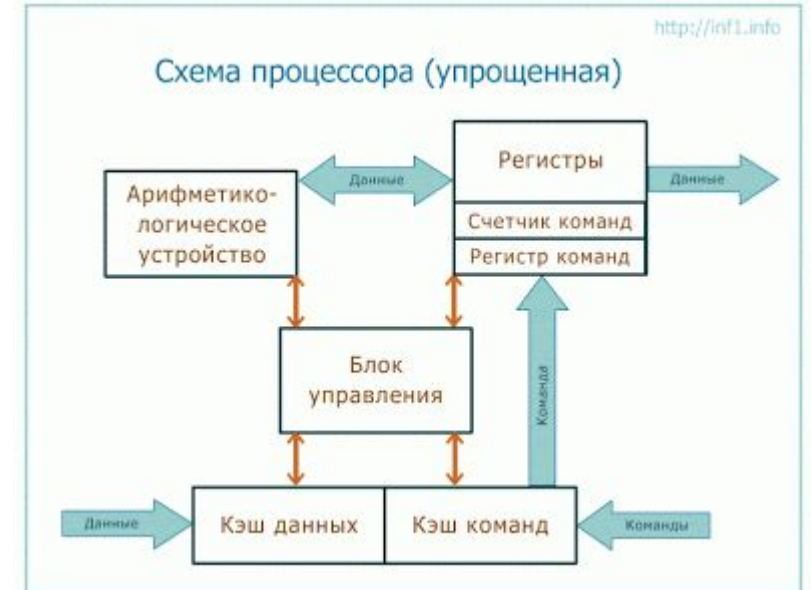 http://inf1.info
Схема процессора (упрощенная)
Арифметико-
логическое
устройство
Данные
Регистры
Счетчик команд
Регистр команд
Данные
Блок
управления
Команда
Данные
Кэш данных
Кэш команд
Команды